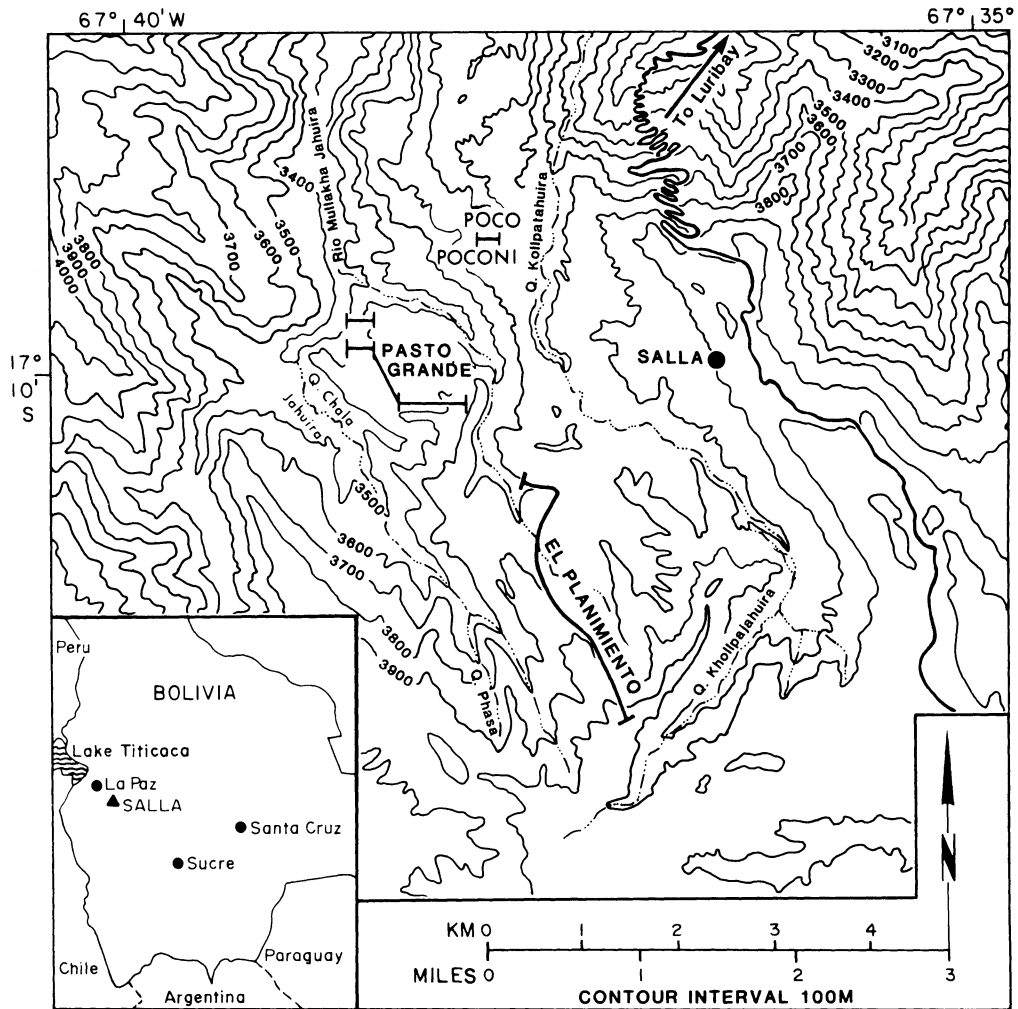 67° 40' W
67° 35'
3100
3200
3300
3400
3500
3600
3700
3800
To Luribay
Rio Mullakha Jahuira
Q. Kollpatahuira
3400
3500
3600
3700
3800
3900
4000
POCO
POCONI
17°
10'
S
PASTO
GRANDE
SALLA
Q. Chala
Jahuira
3500
3600
3700
3800
3900
EL PLANIMIENTO
Q. Phasa
Q. Khollpajahuira
Peru
BOLIVIA
Lake Titicaca
La Paz
SALLA
Santa Cruz
Sucre
Chile
Paraguay
Argentina
N
KM 0 1 2 3 4
MILES 0 1 2 3
CONTOUR INTERVAL 100M